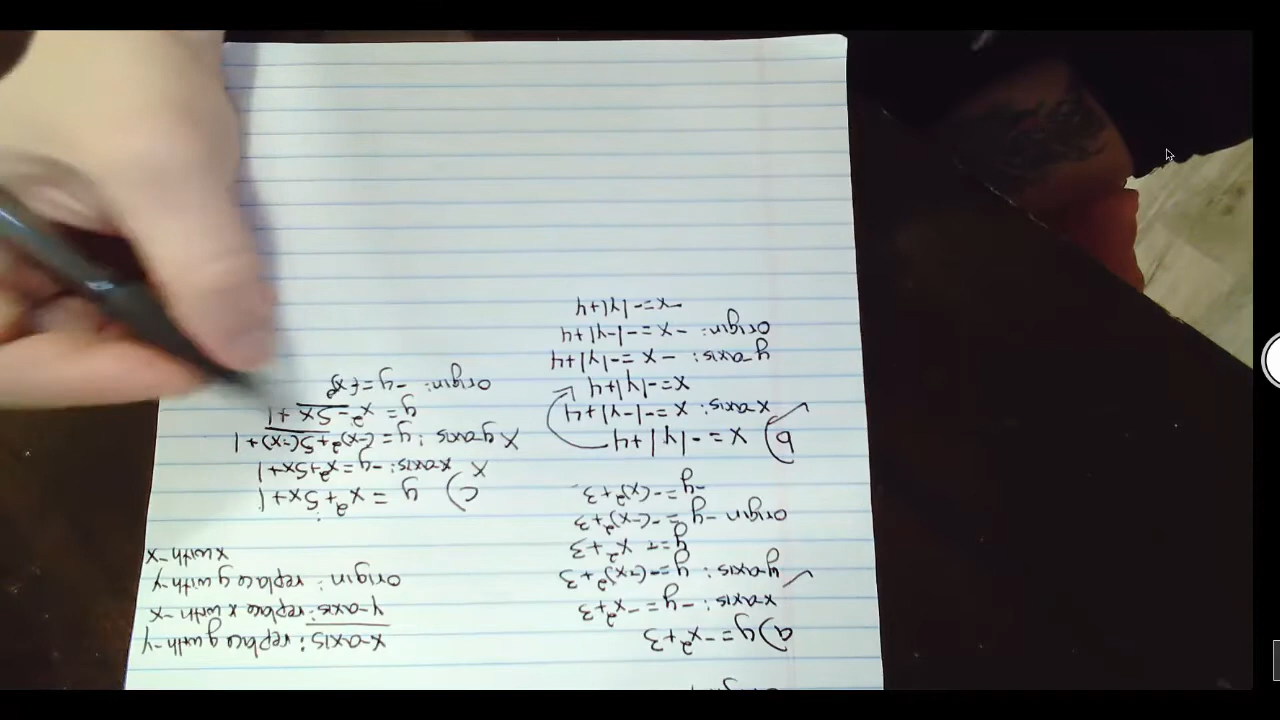 a) y = -x²+3
x-axis: -y = -x²+3
y-axis: y = -(-x)²+3
y = -x²+3
origin -y = -(-x)²+3
-y = -(x)²+3
b) x = -|y|+4
x-axis: x = -|-y|+4
x = -|y|+4
y-axis: -x = -|y|+4
origin: -x = -|-y|+4
-x = -|y|+4
x-axis: replace y with -y
y-axis: replace x with -x
origin: replace y with -y
x with -x
c) y = x²+5x+1
x x-axis: -y = x²+5x+1
x y-axis: y = (-x)²+5(-x)+1
y = x²-5x+1
origin: -y =